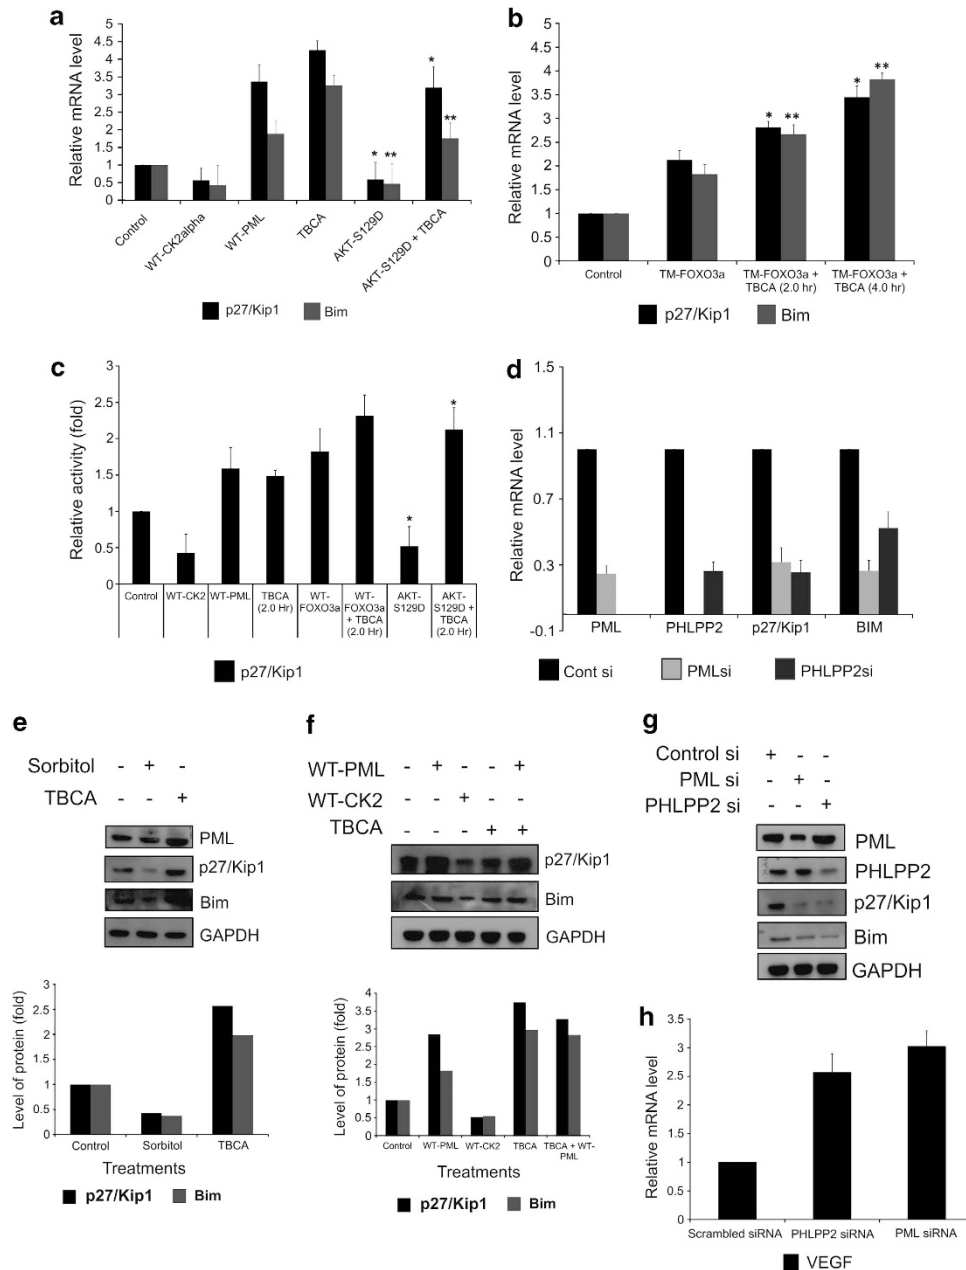 a
Relative mRNA level
5
4.5
4
3.5
3
2.5
2
1.5
1
0.5
0
* ** * **
Control
WT-CK2alpha
WT-PML
TBCA
AKT-S129D
AKT-S129D + TBCA
p27/Kip1 Bim
b
Relative mRNA level
5
4.5
4
3.5
3
2.5
2
1.5
1
0.5
* ** * **
Control TM-FOXO3a TM-FOXO3a + TBCA (2.0 hr) TM-FOXO3a + TBCA (4.0 hr)
p27/Kip1 Bim
c
Relative activity (fold)
3
2.5
2
1.5
1
0.5
0
* *
Control
WT-CK2
WT-PML
TBCA (2.0 Hr)
WT-FOXO3a
WT-FOXO3a + TBCA (2.0 Hr)
AKT-S129D
AKT-S129D + TBCA (2.0 Hr)
p27/Kip1
d
Relative mRNA level
1.5
1.1
0.7
0.3
-0.1
PML PHLPP2 p27/Kip1 BIM
Cont si PMLsi PHLPP2si
e
Sorbitol - + -
TBCA - - +
PML
p27/Kip1
Bim
GAPDH
Level of protein (fold)
3
2.5
2
1.5
1
0.5
0
Control Sorbitol TBCA
Treatments
p27/Kip1 Bim
f
WT-PML - + - - +
WT-CK2 - - + - -
TBCA - - - + +
p27/Kip1
Bim
GAPDH
Level of protein (fold)
4
3.5
3
2.5
2
1.5
1
0.5
0
Control WT-PML WT-CK2 TBCA TBCA + WT-PML
Treatments
p27/Kip1 Bim
g
Control si + - -
PML si - + -
PHLPP2 si - - +
PML
PHLPP2
p27/Kip1
Bim
GAPDH
h
Relative mRNA level
3.5
3
2.5
2
1.5
1
0.5
0
Scrambled siRNA PHLPP2 siRNA PML siRNA
VEGF